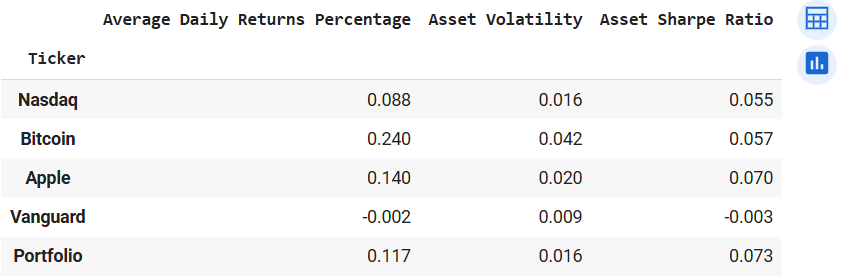 Average Daily Returns Percentage Asset Volatility Asset Sharpe Ratio
Ticker
Nasdaq 0.088 0.016 0.055
Bitcoin 0.240 0.042 0.057
Apple 0.140 0.020 0.070
Vanguard -0.002 0.009 -0.003
Portfolio 0.117 0.016 0.073